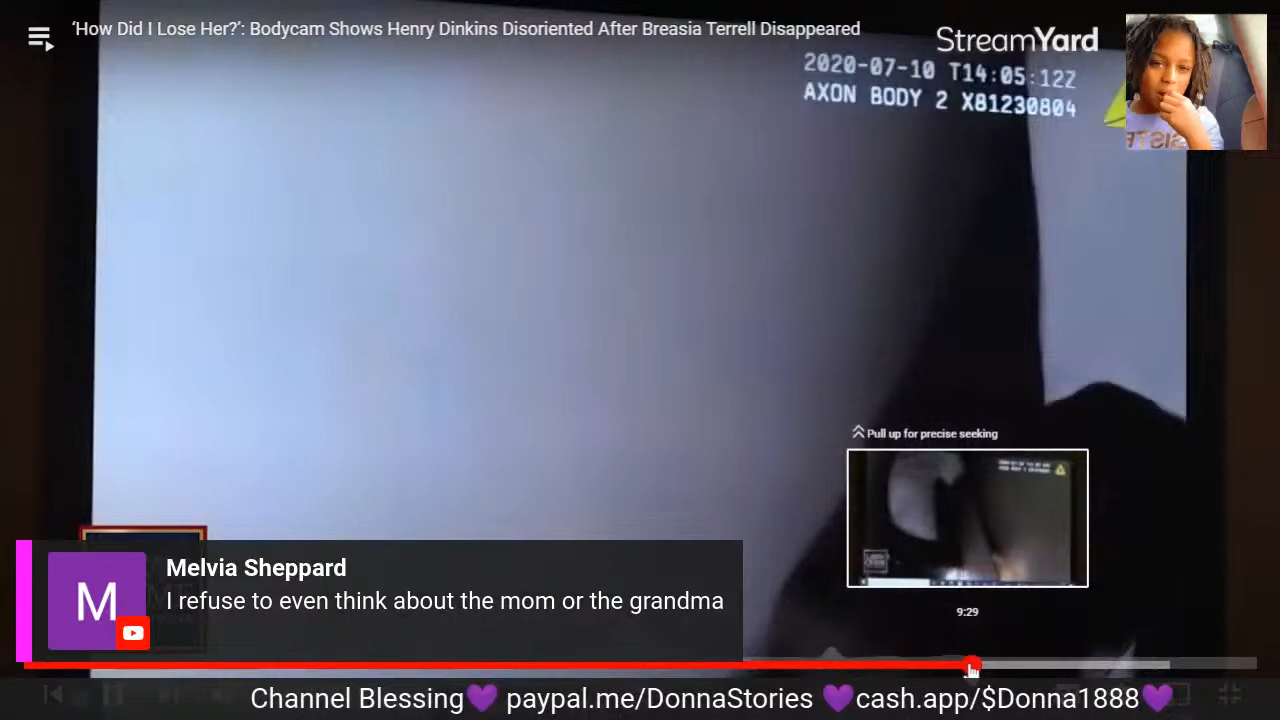 ‘How Did I Lose Her?’: Bodycam Shows Henry Dinkins Disoriented After Breasia Terrell Disappeared
StreamYard
2020-07-10 T14:05:12Z
AXON BODY 2 X81230804
Pull up for precise seeking
9:29
M
Melvia Sheppard
I refuse to even think about the mom or the grandma
Channel Blessing💜 paypal.me/DonnaStories 💜cash.app/$Donna1888💜